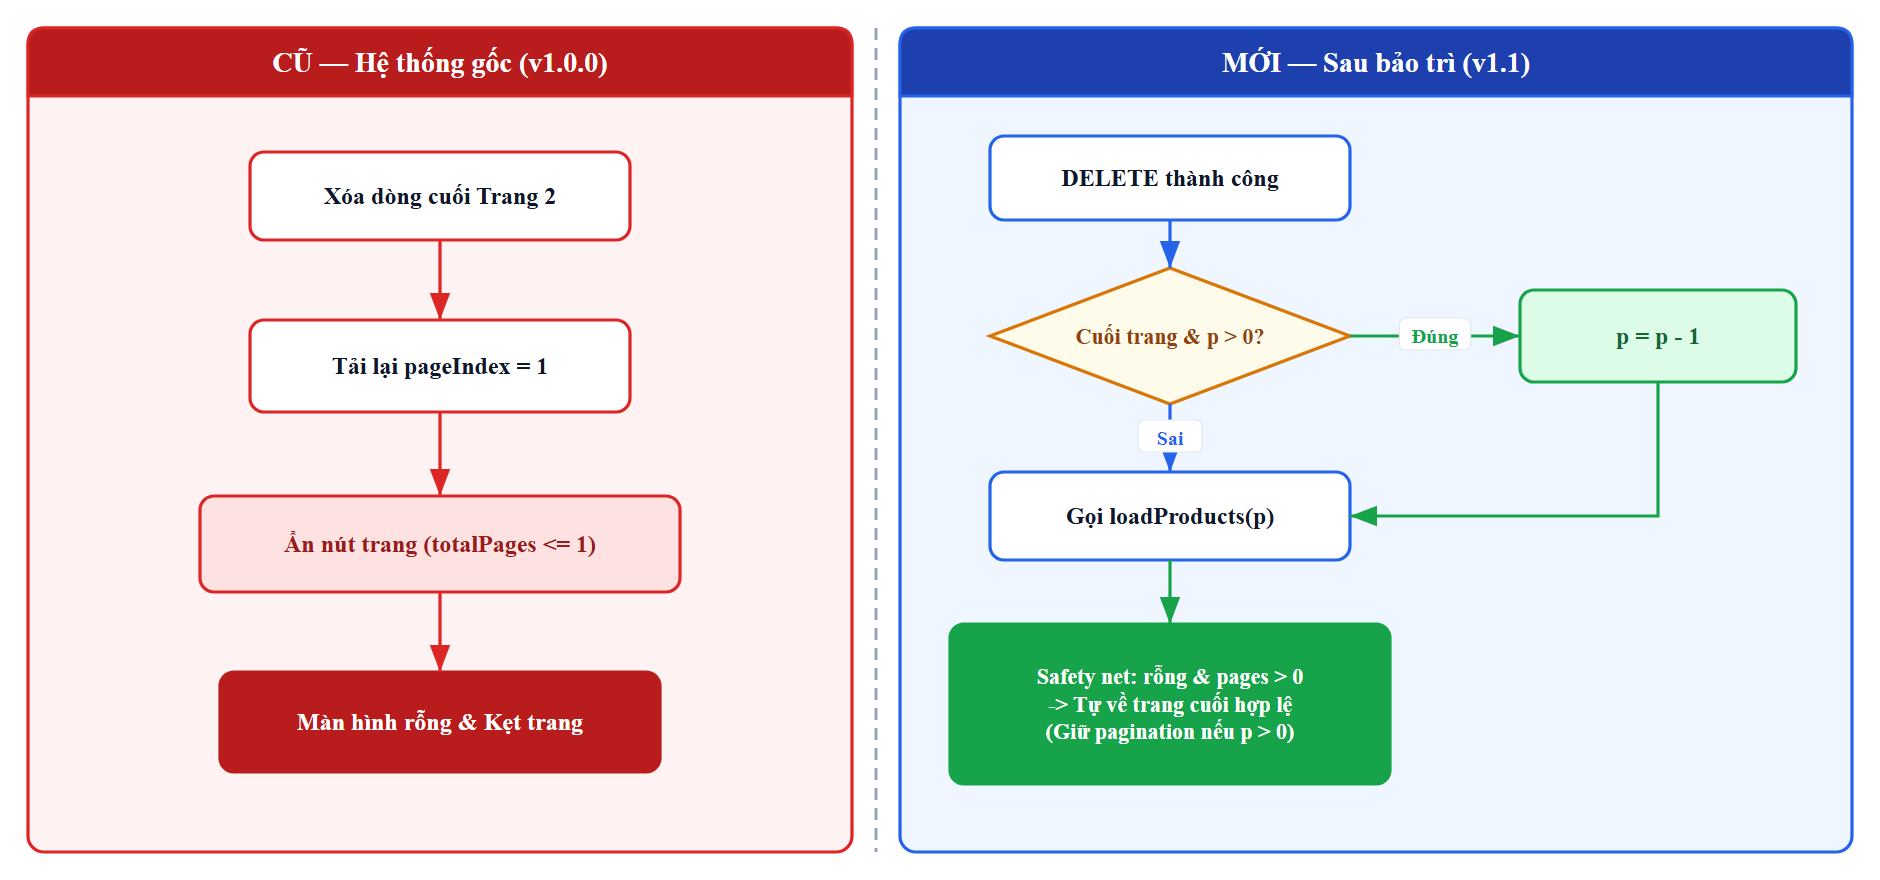 CŨ — Hệ thống gốc (v1.0.0)
Xóa dòng cuối Trang 2
Tải lại pageIndex = 1
Ẩn nút trang (totalPages <= 1)
Màn hình rỗng & Kẹt trang
MỚI — Sau bảo trì (v1.1)
DELETE thành công
Cuối trang & p > 0?
Đúng
p = p - 1
Sai
Gọi loadProducts(p)
Safety net: rỗng & pages > 0
-> Tự về trang cuối hợp lệ
(Giữ pagination nếu p > 0)